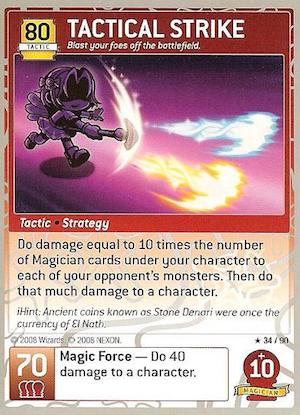 80
TACTIC
TACTICAL STRIKE
Blast your foes off the battlefield.
Tactic • Strategy
Do damage equal to 10 times the number
of Magician cards under your character to
each of your opponent's monsters. Then do
that much damage to a character.
iHint: Ancient coins known as Stone Denari were once the
currency of El Nath.
© 2008 Wizards. © 2008 NEXON.
★ 34 / 90
70
Magic Force — Do 40
damage to a character.
+
10
MAGICIAN